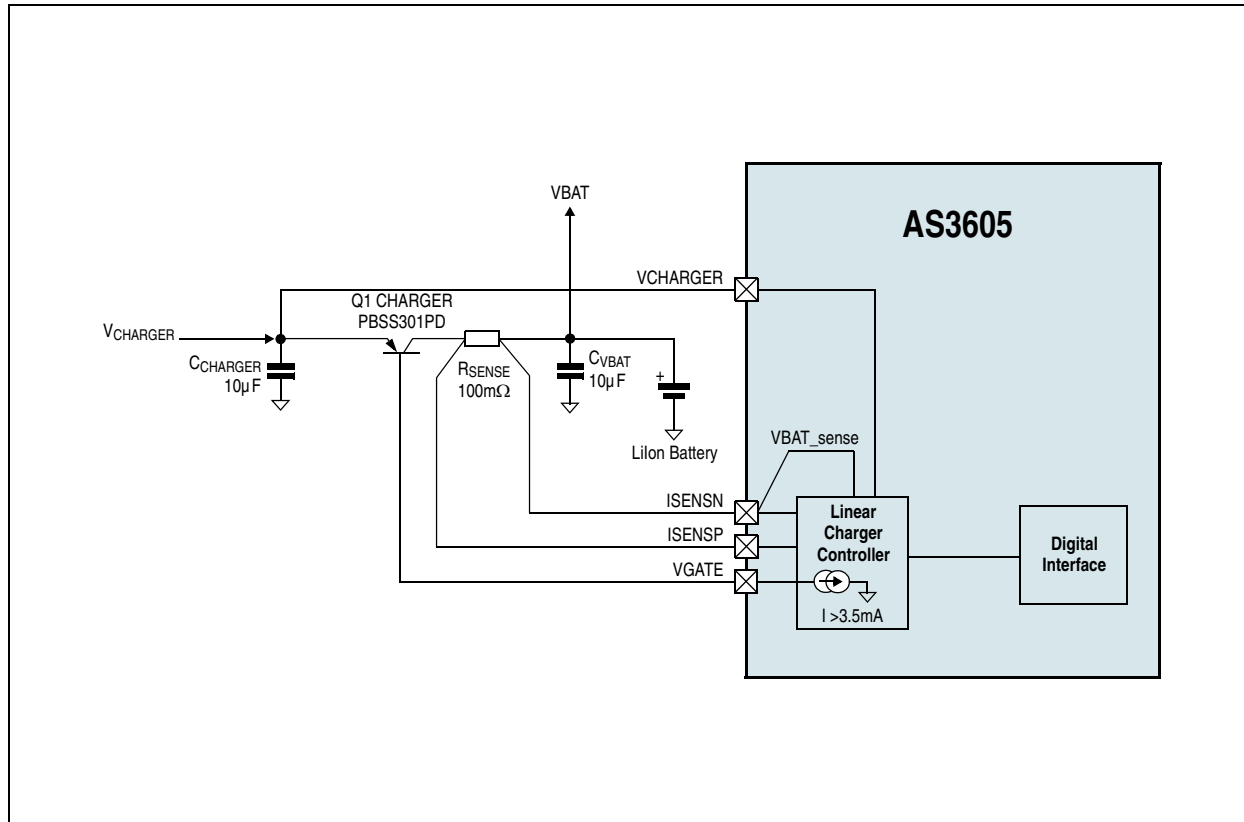 VBAT
AS3605
VCHARGER
Q1 CHARGER
PBSS301PD
VCHARGER
CCHARGER
10µF
RSENSE
100mΩ
CVBAT
10µF
+
LiIon Battery
VBAT_sense
ISENSN
ISENSP
VGATE
Linear
Charger
Controller
I >3.5mA
Digital
Interface